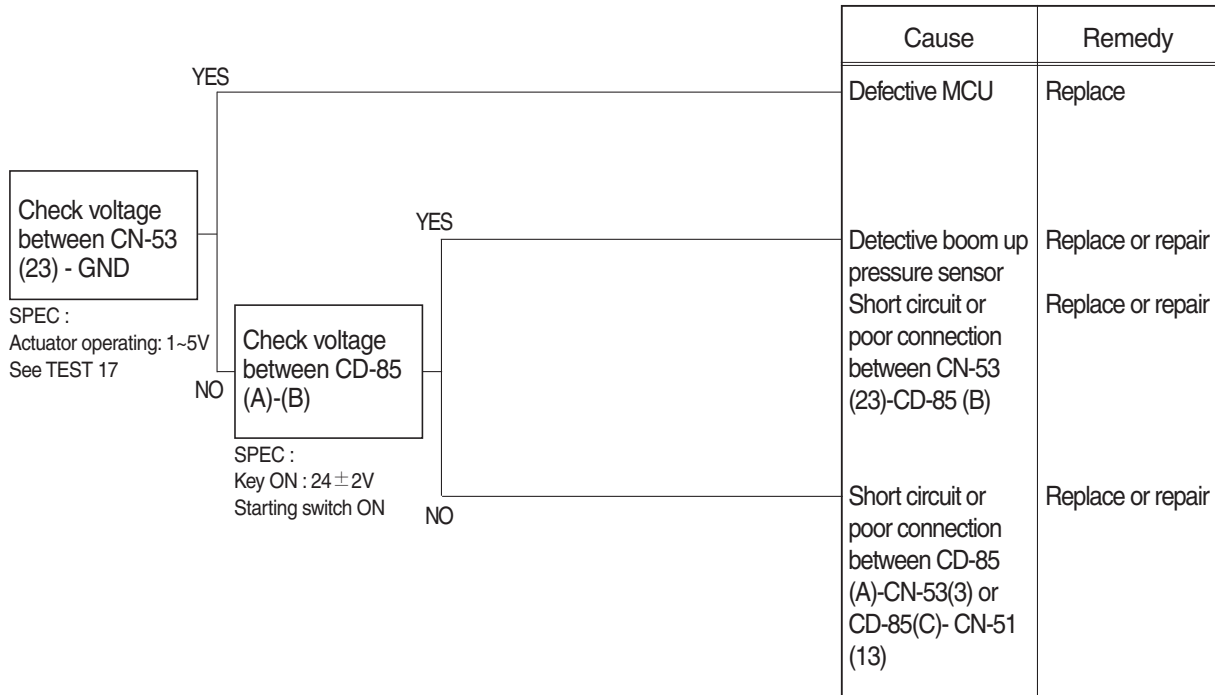 Cause
Remedy
YES
Defective MCU
Replace
Check voltage
between CN-53
(23) - GND
SPEC :
Actuator operating: 1~5V
See TEST 17
NO
YES
Detective boom up
pressure sensor
Replace or repair
Short circuit or
poor connection
between CN-53
(23)-CD-85 (B)
Replace or repair
Check voltage
between CD-85
(A)-(B)
SPEC :
Key ON : 24±2V
Starting switch ON
NO
Short circuit or
poor connection
between CD-85
(A)-CN-53(3) or
CD-85(C)- CN-51
(13)
Replace or repair